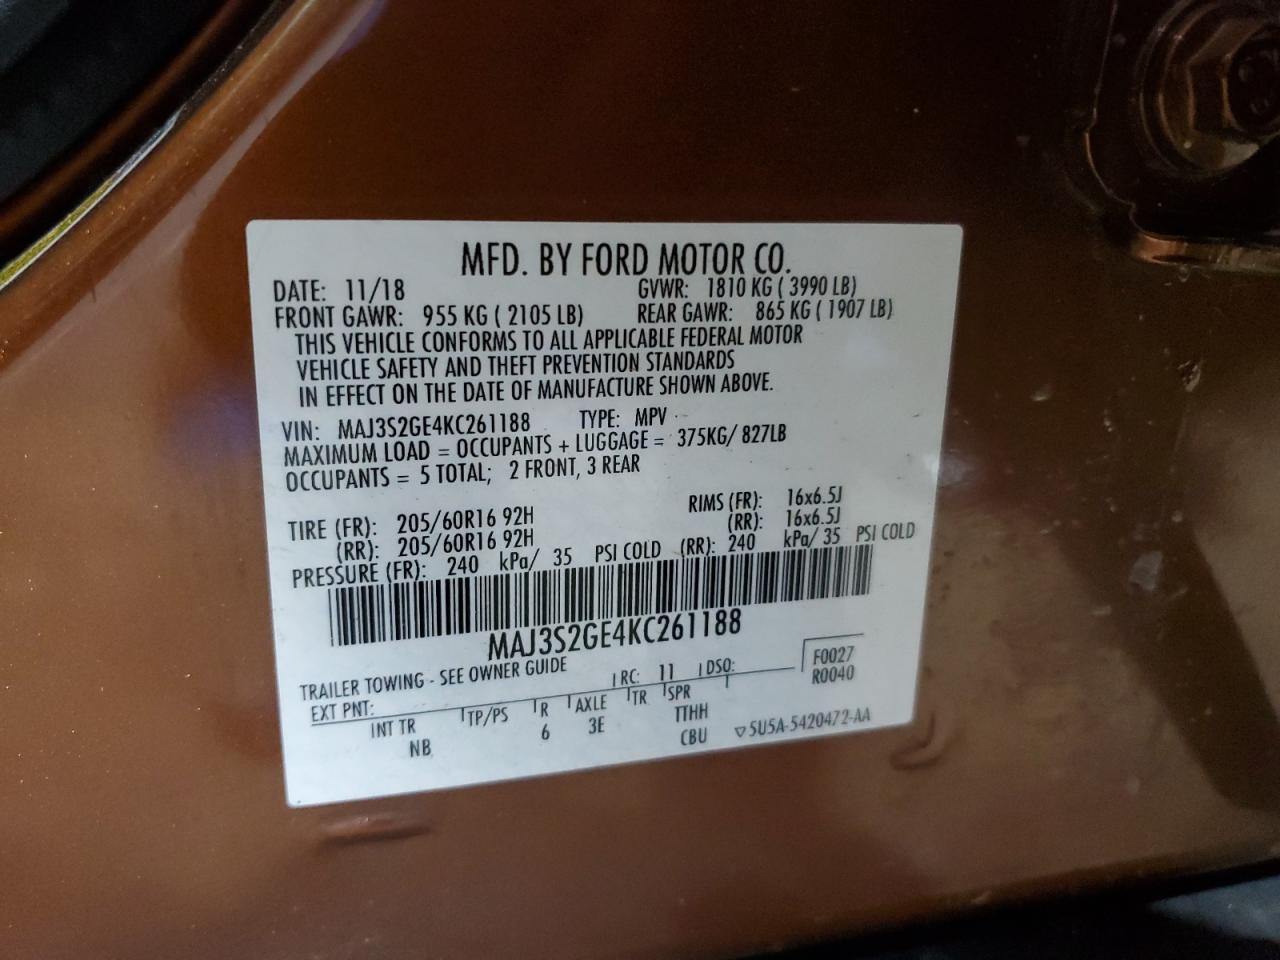 MFD. BY FORD MOTOR CO.
DATE: 11/18 GVWR: 1810 KG ( 3990 LB)
FRONT GAWR: 955 KG ( 2105 LB) REAR GAWR: 865 KG ( 1907 LB)
THIS VEHICLE CONFORMS TO ALL APPLICABLE FEDERAL MOTOR
VEHICLE SAFETY AND THEFT PREVENTION STANDARDS
IN EFFECT ON THE DATE OF MANUFACTURE SHOWN ABOVE.
VIN: MAJ3S2GE4KC261188 TYPE: MPV
MAXIMUM LOAD = OCCUPANTS + LUGGAGE = 375KG/ 827LB
OCCUPANTS = 5 TOTAL; 2 FRONT, 3 REAR
TIRE (FR): 205/60R16 92H RIMS (FR): 16x6.5J
(RR): 205/60R16 92H (RR): 16x6.5J
PRESSURE (FR): 240 kPa/ 35 PSI COLD (RR): 240 kPa/ 35 PSI COLD
MAJ3S2GE4KC261188
TRAILER TOWING - SEE OWNER GUIDE
EXT PNT: RC: 11 DSO: F0027
R0040
INT TR TP/PS R AXLE TR SPR
NB 6 3E TTHH
CBU ▽5U5A-5420472-AA